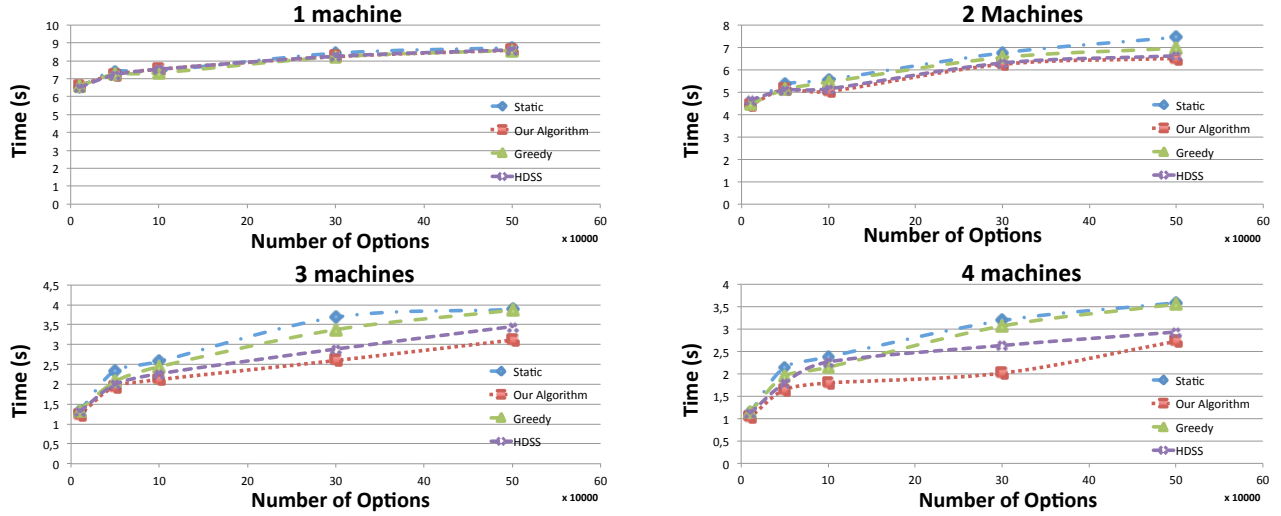 1 machine
Time (s)
10
9
8
7
6
5
4
3
2
1
0
0 10 20 30 40 50 60
Number of Options
x 10000
Static
Our Algorithm
Greedy
HDSS
2 Machines
Time (s)
8
7
6
5
4
3
2
1
0
0 10 20 30 40 50 60
Number of Options
x 10000
Static
Our Algorithm
Greedy
HDSS
3 machines
Time (s)
4,5
4
3,5
3
2,5
2
1,5
1
0,5
0
0 10 20 30 40 50 60
Number of Options
x 10000
Static
Our Algorithm
Greedy
HDSS
4 machines
Time (s)
4
3,5
3
2,5
2
1,5
1
0,5
0
0 10 20 30 40 50 60
Number of Options
x 10000
Static
Our Algorithm
Greedy
HDSS